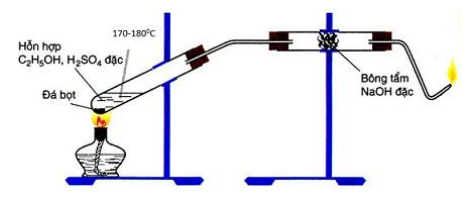 170-180⁰C
Hỗn hợp
C₂H₅OH, H₂SO₄ đặc
Đá bọt
Bông tẩm
NaOH đặc